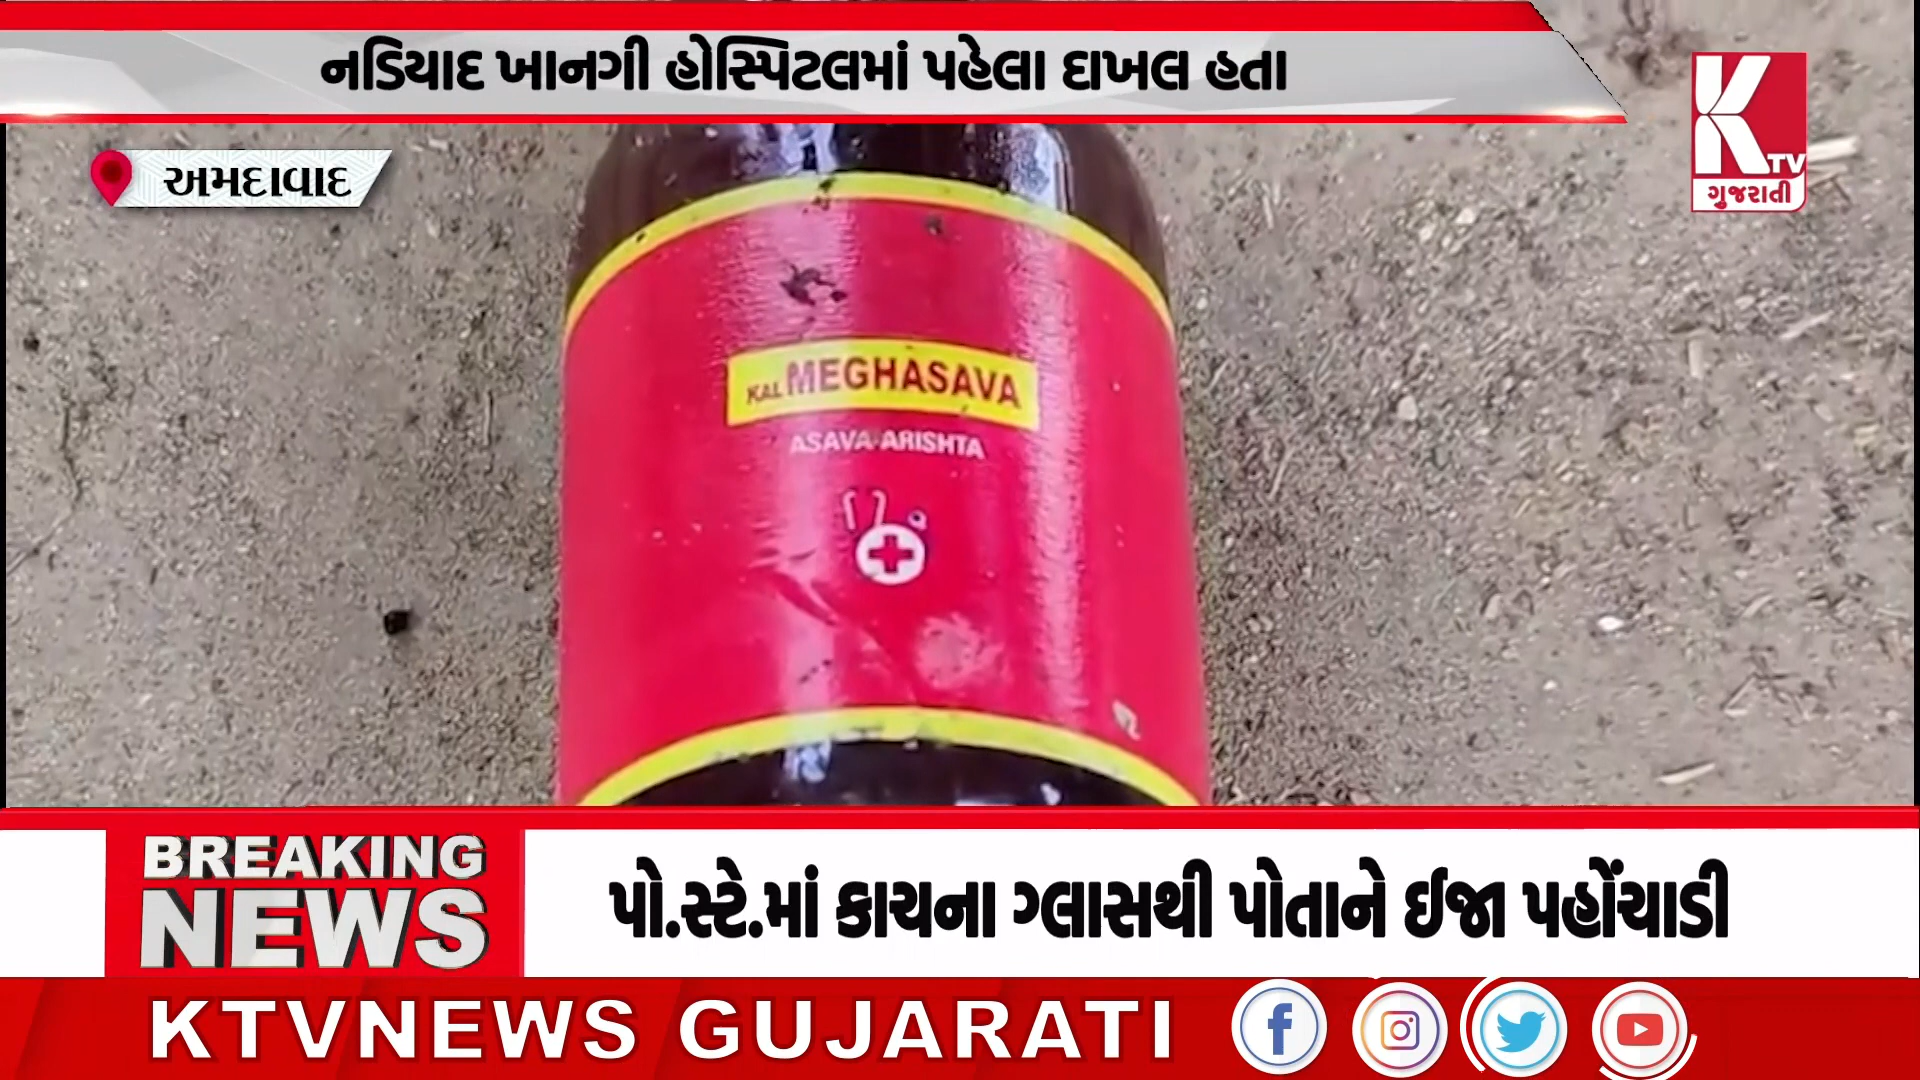 નડિયાદ ખાનગી હોસ્પિટલમાં પહેલા દાખલ હતા
અમદાવાદ
K TV
ગુજરાતી
KAL MEGHASAVA
ASAVA-ARISHTA
BREAKING
NEWS
પો.સ્ટે.માં કાચના ગ્લાસથી પોતાને ઈજા પહોંચાડી
KTVNEWS GUJARATI